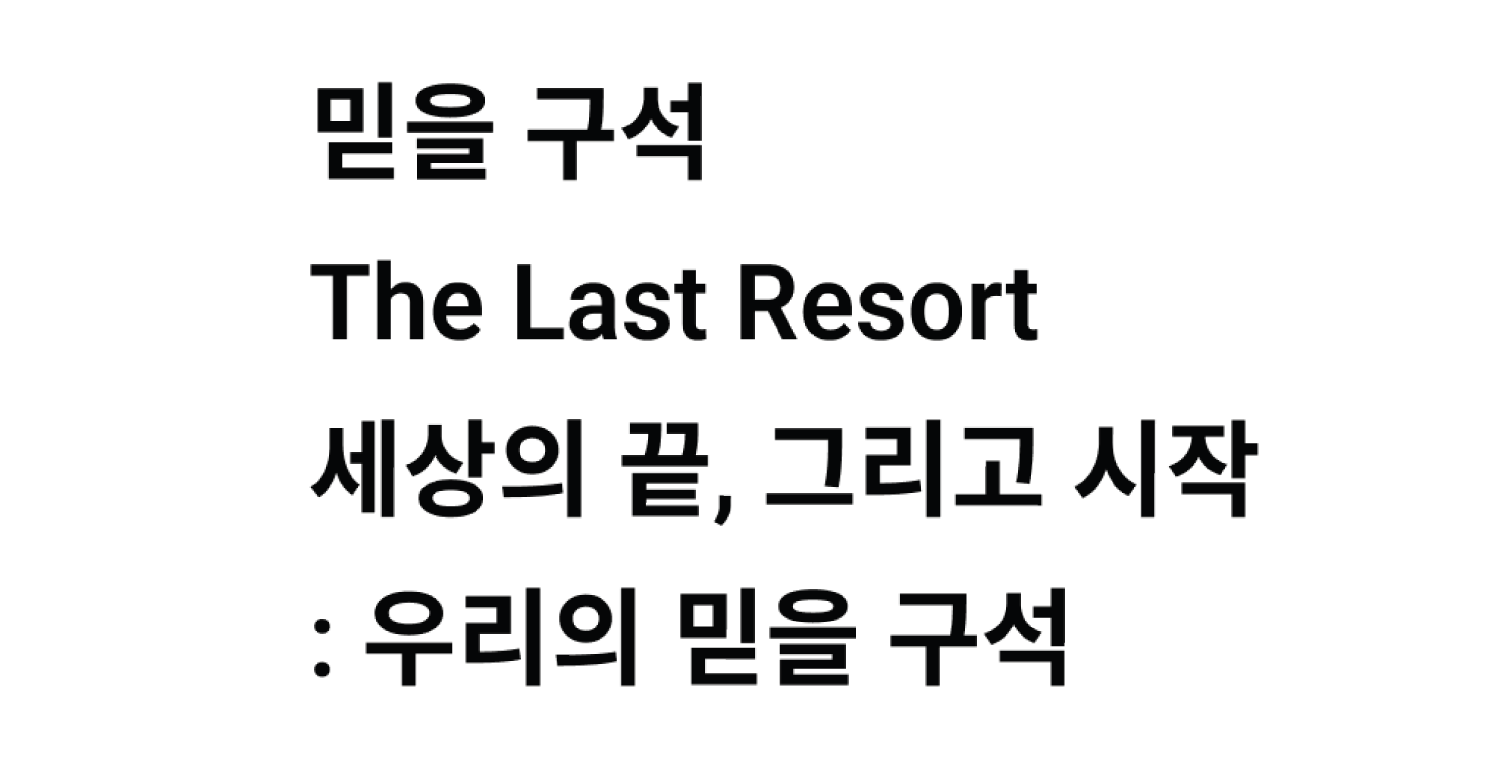 믿을 구석
The Last Resort
세상의 끝, 그리고 시작
: 우리의 믿을 구석